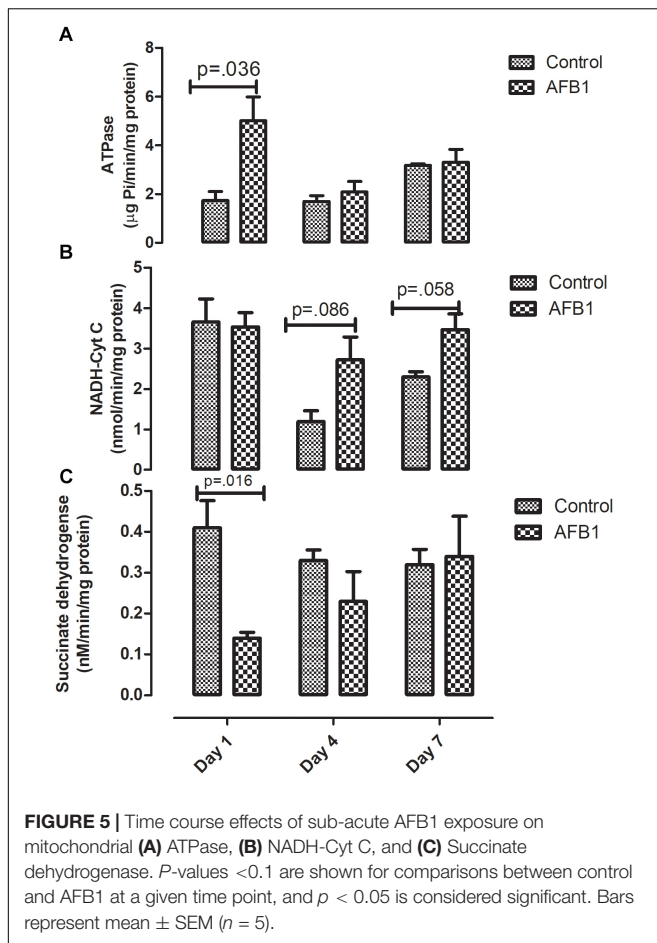 A
ATPase
(µg Pi/min/mg protein)
8
6
4
2
0
p=.036
Control
AFB1
B
NADH-Cyt C
(nmol/min/mg protein)
5
4
3
2
1
0
p=.086
p=.058
Control
AFB1
C
Succinate dehydrogense
(nM/min/mg protein)
0.5
0.4
0.3
0.2
0.1
0.0
p=.016
Control
AFB1
Day 1
Day 4
Day 7
FIGURE 5 | Time course effects of sub-acute AFB1 exposure on
mitochondrial (A) ATPase, (B) NADH-Cyt C, and (C) Succinate
dehydrogenase. P-values <0.1 are shown for comparisons between control
and AFB1 at a given time point, and p < 0.05 is considered significant. Bars
represent mean ± SEM (n = 5).